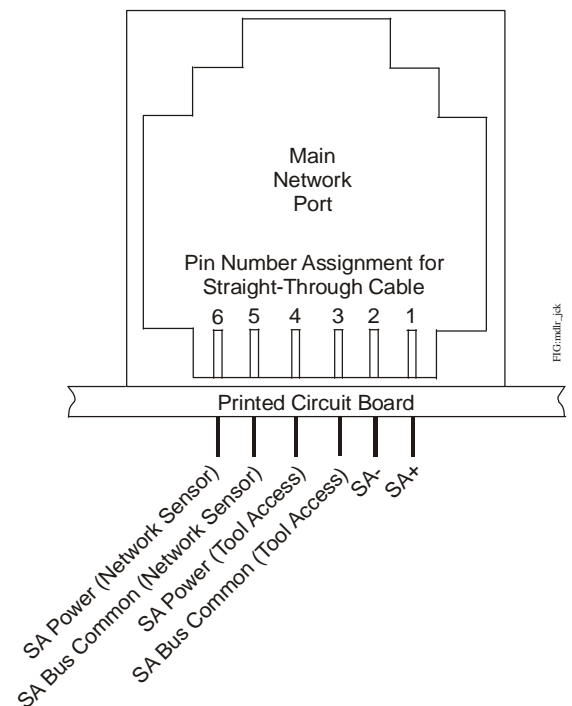 Main
Network
Port
Pin Number Assignment for
Straight-Through Cable
6 5 4 3 2 1
Printed Circuit Board
SA Power (Network Sensor)
SA Bus Common (Network Sensor)
SA Power (Tool Access)
SA Bus Common (Tool Access)
SA-
SA+
FIG:mdlr_jck